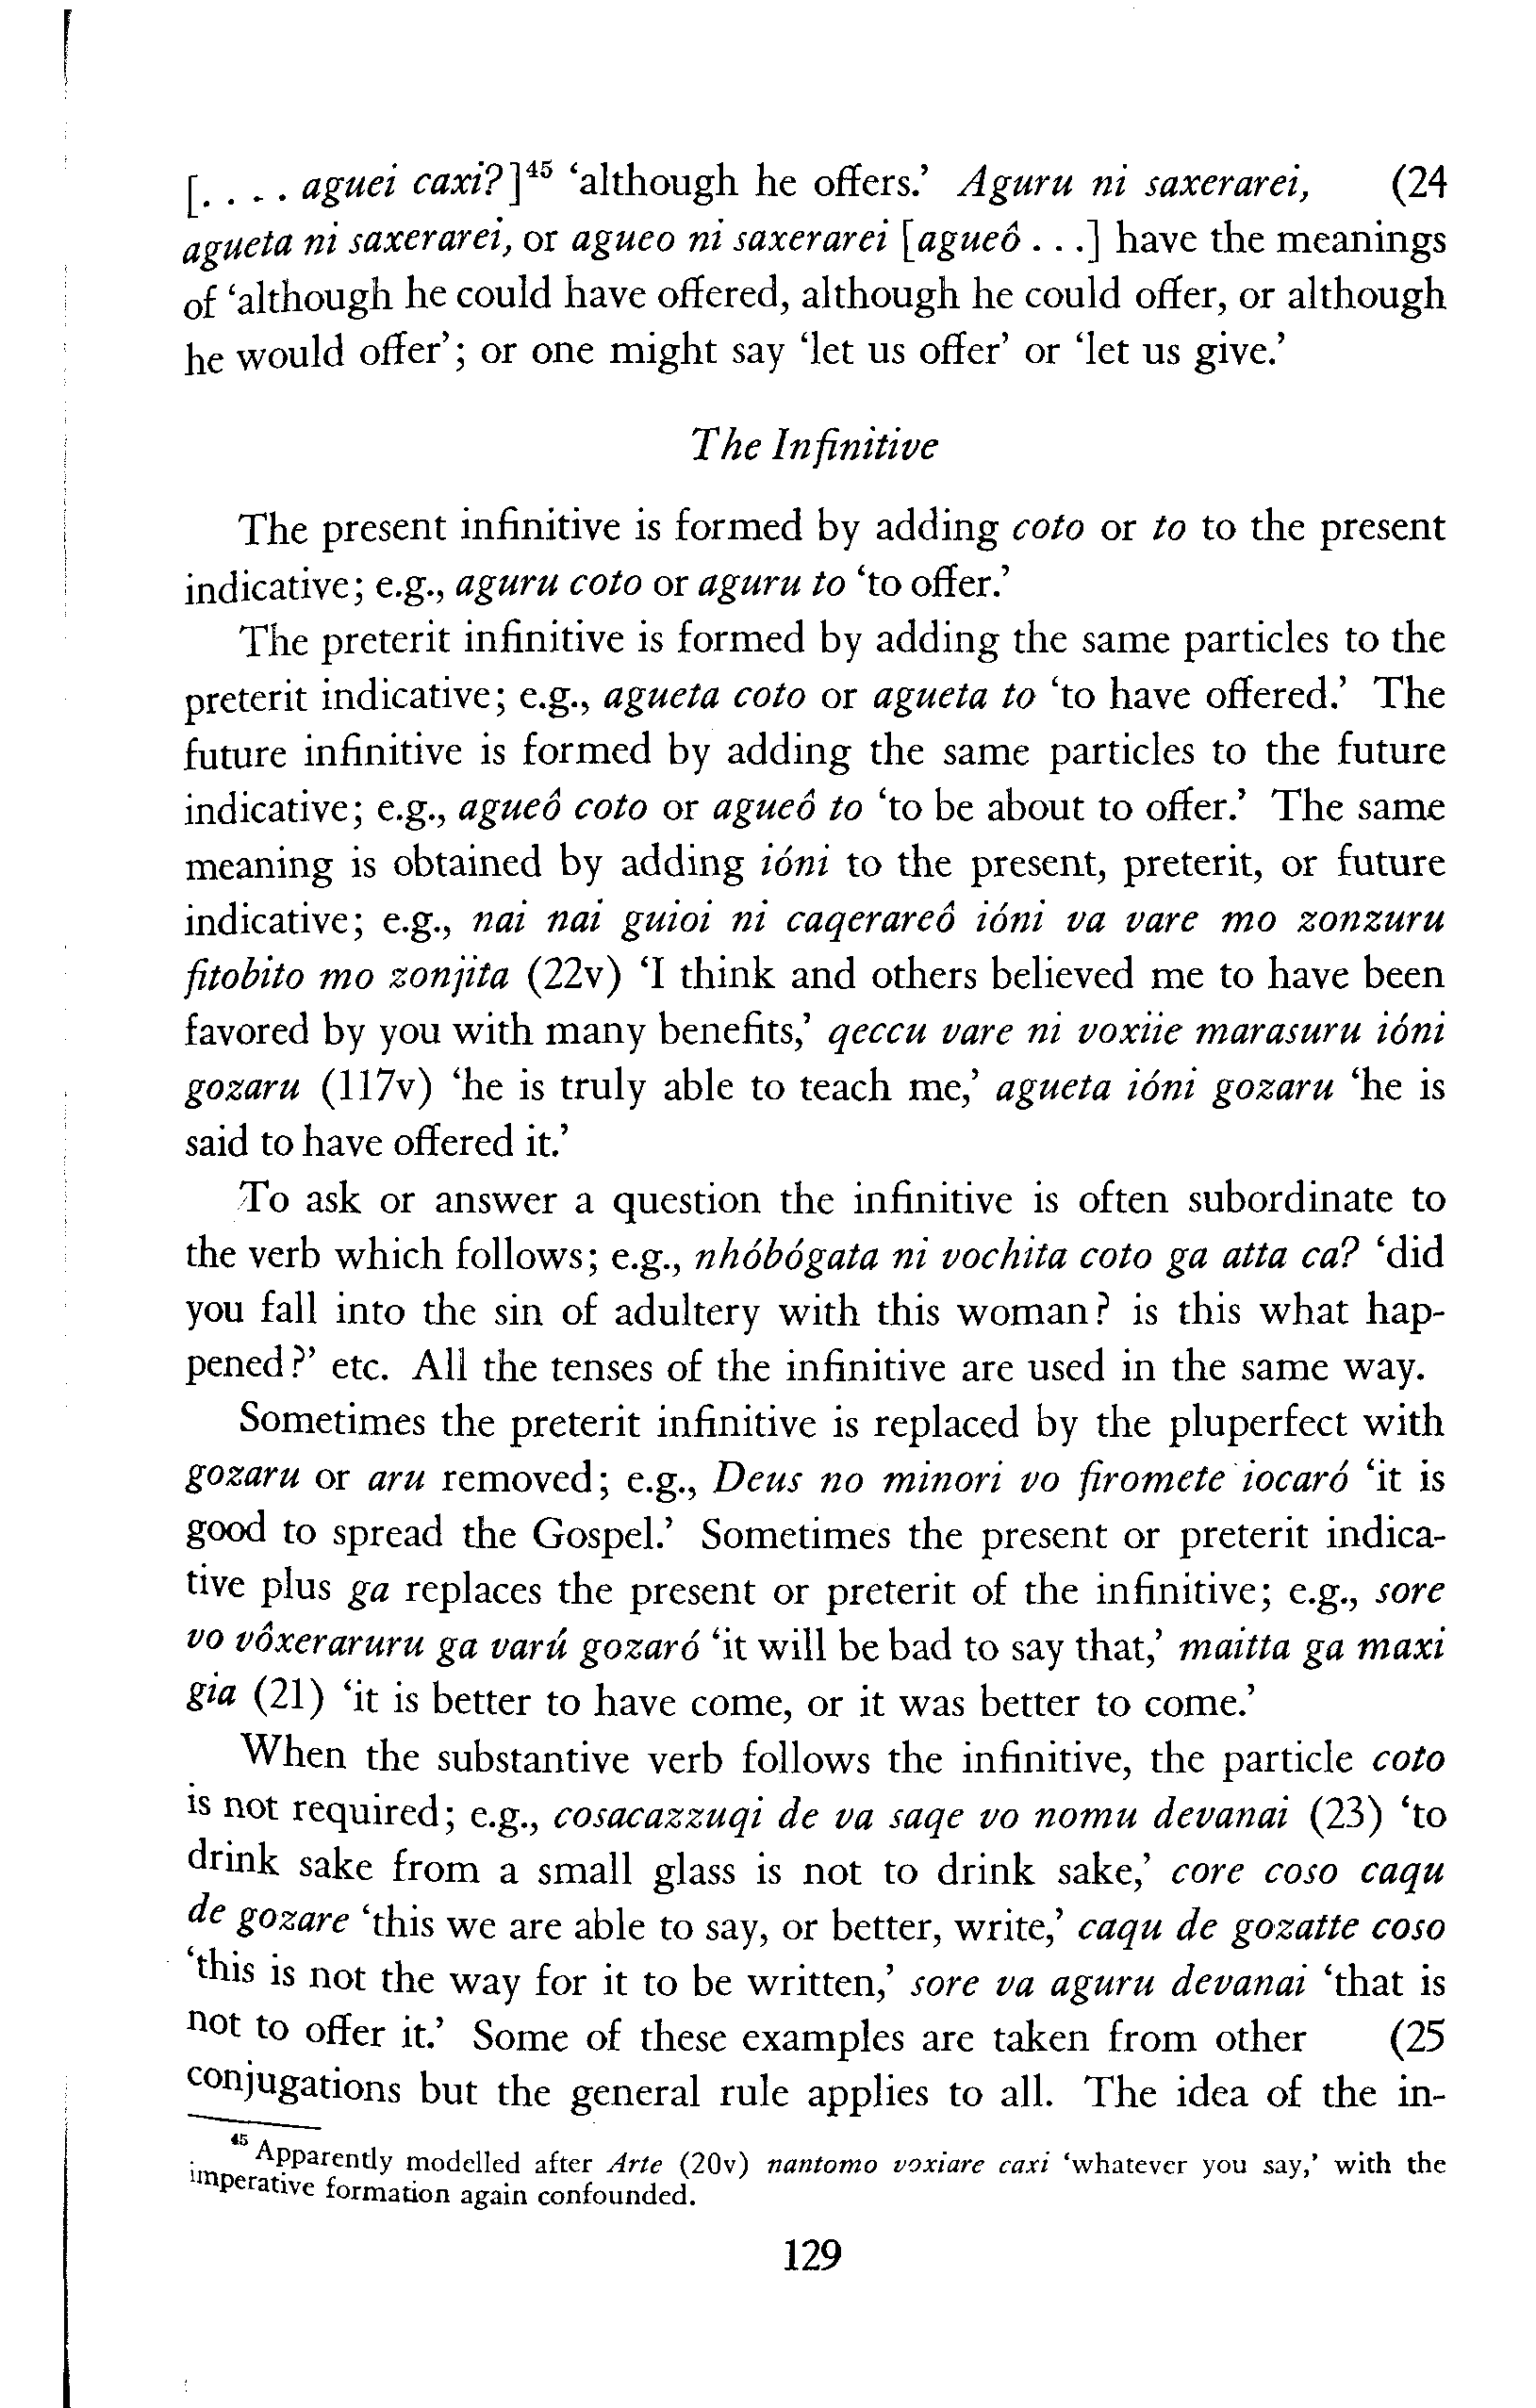 [. . . . aguei caxi?]⁴⁵ ‘although he offers.’ Aguru ni saxerarei, (24
agueta ni saxerarei, or agueo ni saxerarei [agueô . . .] have the meanings
of ‘although he could have offered, although he could offer, or although
he would offer’; or one might say ‘let us offer’ or ‘let us give.’
The Infinitive
The present infinitive is formed by adding coto or to to the present
indicative; e.g., aguru coto or aguru to ‘to offer.’
The preterit infinitive is formed by adding the same particles to the
preterit indicative; e.g., agueta coto or agueta to ‘to have offered.’ The
future infinitive is formed by adding the same particles to the future
indicative; e.g., agueô coto or agueô to ‘to be about to offer.’ The same
meaning is obtained by adding ióni to the present, preterit, or future
indicative; e.g., nai nai guioi ni caqerareô ióni va vare mo zonzuru
fitobito mo zonjita (22v) ‘I think and others believed me to have been
favored by you with many benefits,’ qeccu vare ni voxiie marasuru ióni
gozaru (117v) ‘he is truly able to teach me,’ agueta ióni gozaru ‘he is
said to have offered it.’
To ask or answer a question the infinitive is often subordinate to
the verb which follows; e.g., nhóbógata ni vochita coto ga atta ca? ‘did
you fall into the sin of adultery with this woman? is this what hap-
pened?’ etc. All the tenses of the infinitive are used in the same way.
Sometimes the preterit infinitive is replaced by the pluperfect with
gozaru or aru removed; e.g., Deus no minori vo firomete iocaró ‘it is
good to spread the Gospel.’ Sometimes the present or preterit indica-
tive plus ga replaces the present or preterit of the infinitive; e.g., sore
vo vôxeraruru ga varú gozaró ‘it will be bad to say that,’ maitta ga maxi
gia (21) ‘it is better to have come, or it was better to come.’
When the substantive verb follows the infinitive, the particle coto
is not required; e.g., cosacazzuqi de va saqe vo nomu devanai (23) ‘to
drink sake from a small glass is not to drink sake,’ core coso caqu
de gozare ‘this we are able to say, or better, write,’ caqu de gozatte coso
‘this is not the way for it to be written,’ sore va aguru devanai ‘that is
not to offer it.’ Some of these examples are taken from other (25
conjugations but the general rule applies to all. The idea of the in-
⁴⁵ Apparently modelled after Arte (20v) nantomo voxiare caxi ‘whatever you say,’ with the
imperative formation again confounded.
129